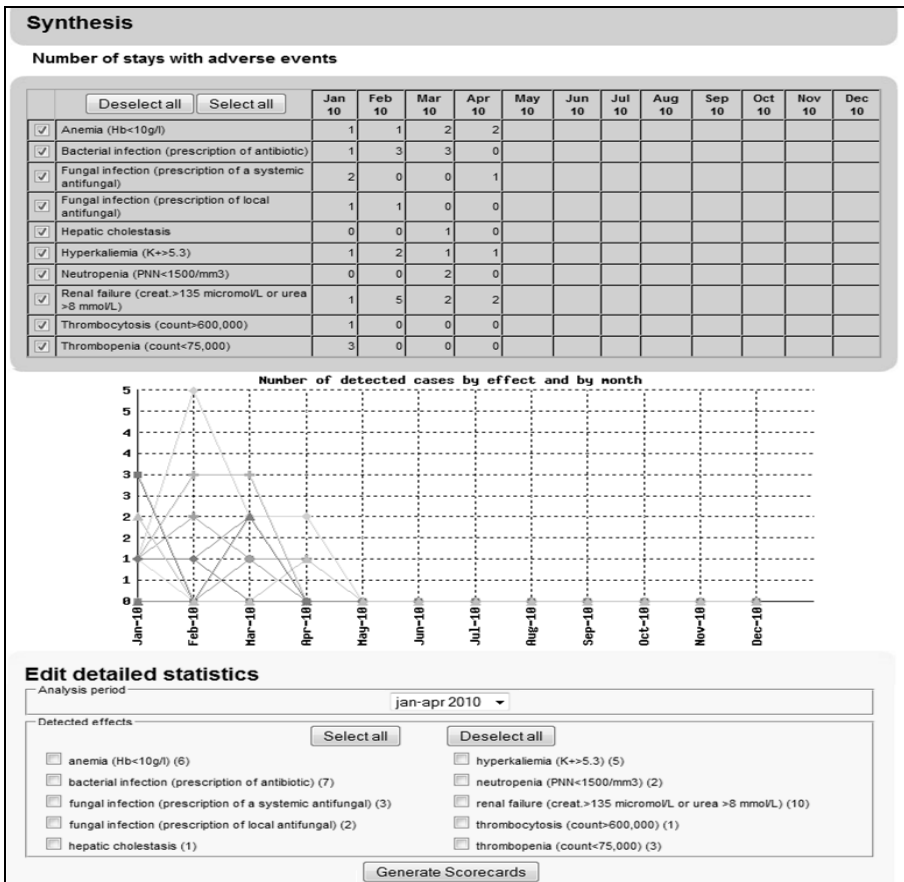 Synthesis
Number of stays with adverse events
Deselect all Select all Jan 10 Feb 10 Mar 10 Apr 10 May 10 Jun 10 Jul 10 Aug 10 Sep 10 Oct 10 Nov 10 Dec 10
Anemia (Hb<10g/l) 1 1 2 2
Bacterial infection (prescription of antibiotic) 1 3 3 0
Fungal infection (prescription of a systemic
antifungal) 2 0 0 1
Fungal infection (prescription of local
antifungal) 1 1 0 0
Hepatic cholestasis 0 0 1 0
Hyperkaliemia (K+>5.3) 1 2 1 1
Neutropenia (PNN<1500/mm3) 0 0 2 0
Renal failure (creat.>135 micromol/L or urea
>8 mmol/L) 1 5 2 2
Thrombocytosis (count>600,000) 1 0 0 0
Thrombopenia (count<75,000) 3 0 0 0
Number of detected cases by effect and by month
5
5
4
4
3
3
2
2
1
1
0
Jan-10 Feb-10 Mar-10 Apr-10 May-10 Jun-10 Jul-10 Aug-10 Sep-10 Oct-10 Nov-10 Dec-10
Edit detailed statistics
Analysis period
jan-apr 2010
Detected effects
Select all Deselect all
anemia (Hb<10g/l) (6) hyperkaliemia (K+>5.3) (5)
bacterial infection (prescription of antibiotic) (7) neutropenia (PNN<1500/mm3) (2)
fungal infection (prescription of a systemic antifungal) (3) renal failure (creat.>135 micromol/L or urea >8 mmol/L) (10)
fungal infection (prescription of local antifungal) (2) thrombocytosis (count>600,000) (1)
hepatic cholestasis (1) thrombopenia (count<75,000) (3)
Generate Scorecards